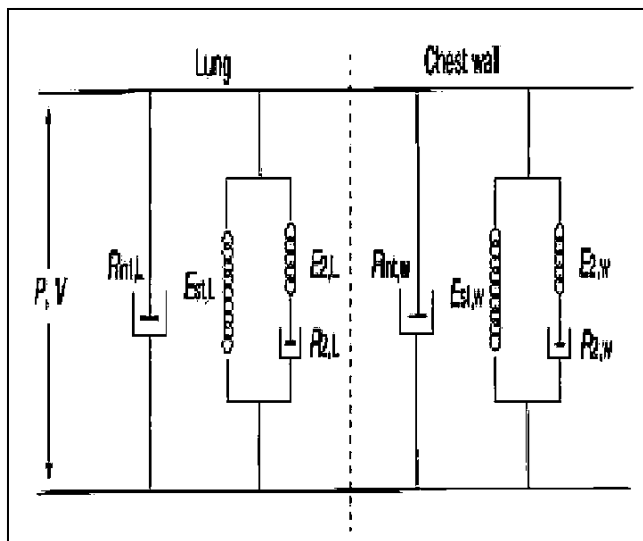 Lung
Chest wall
P, V
Rint,L
Est,L
E2,L
R2,L
Rint,w
Est,w
E2,w
R2,w